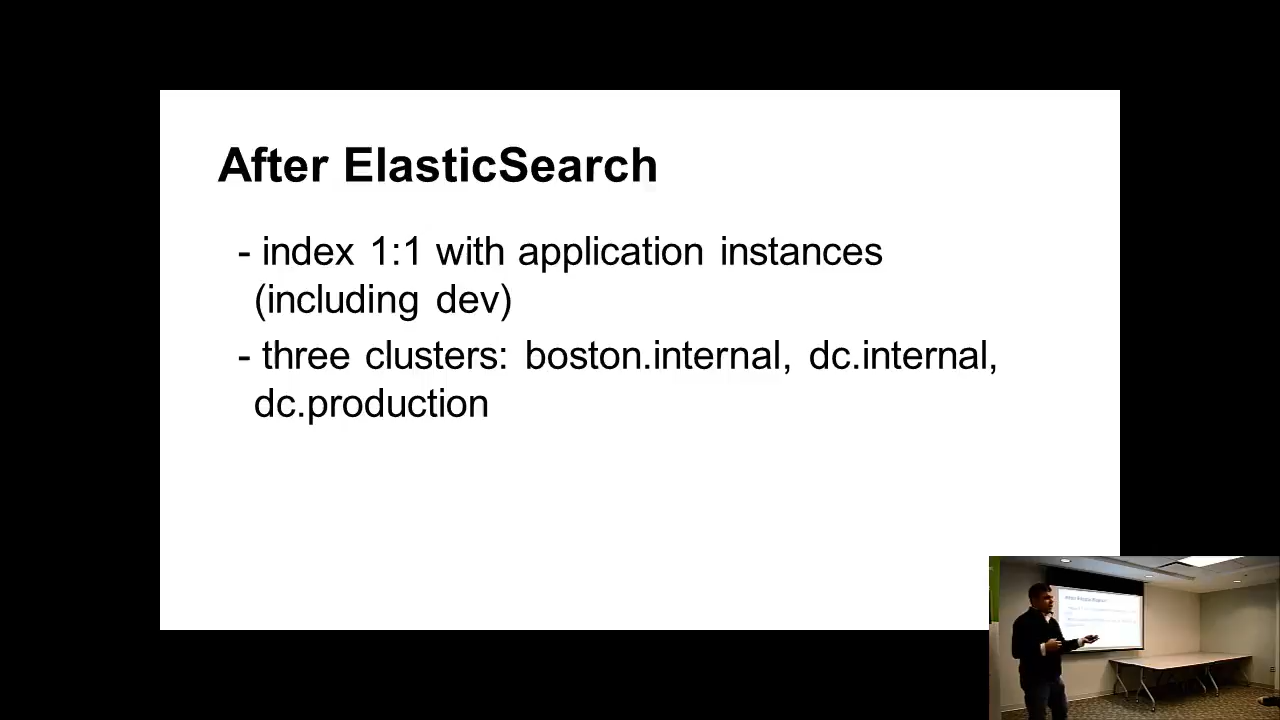 After ElasticSearch
- index 1:1 with application instances
(including dev)
- three clusters: boston.internal, dc.internal,
dc.production